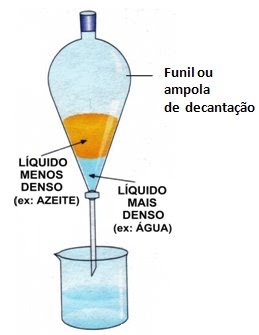 Funil ou
ampola
de decantação
LÍQUIDO
MENOS
DENSO
(ex: AZEITE)
LÍQUIDO
MAIS
DENSO
(ex: ÁGUA)